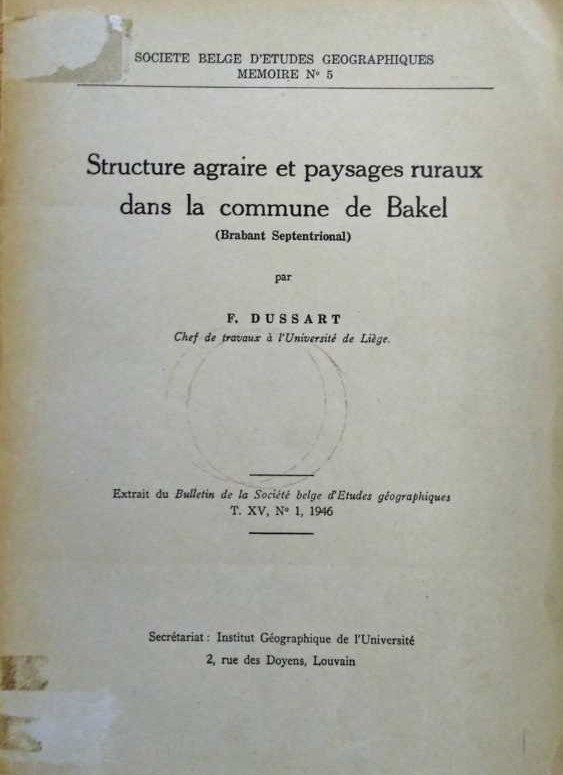 SOCIETE BELGE D'ETUDES GEOGRAPHIQUES
MEMOIRE Nº 5
Structure agraire et paysages ruraux
dans la commune de Bakel
(Brabant Septentrional)
par
F. DUSSART
Chef de travaux à l'Université de Liège.
Extrait du Bulletin de la Société belge d'Etudes géographiques
T. XV, Nº 1, 1946
Secrétariat : Institut Géographique de l'Université
2, rue des Doyens, Louvain